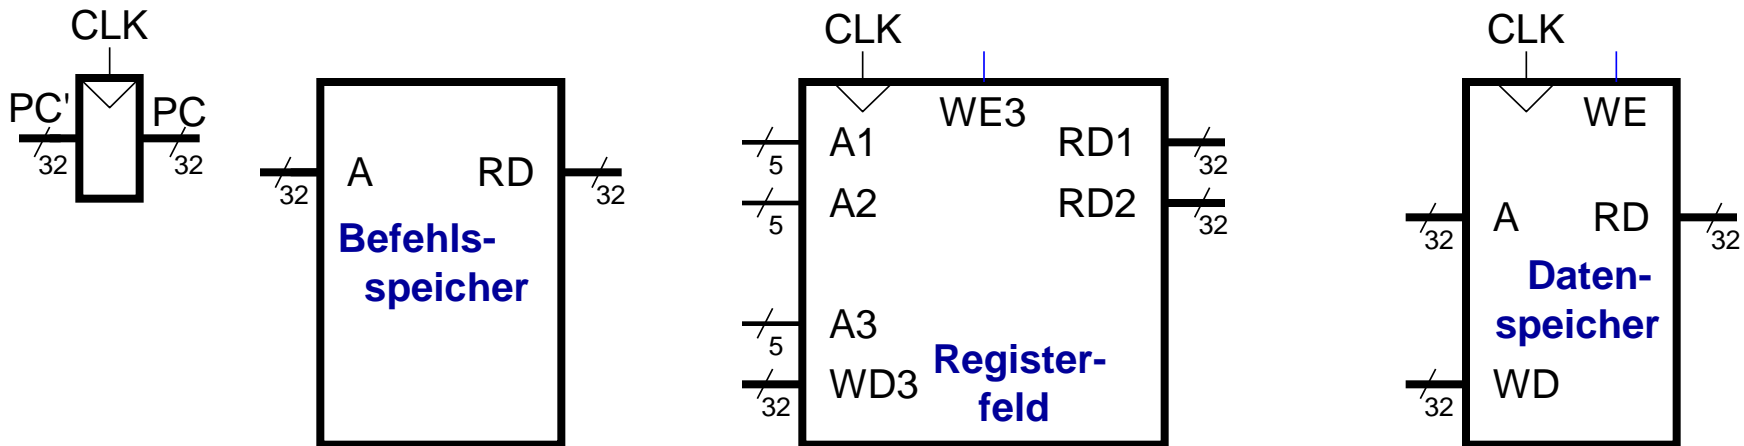 CLK
PC'
PC
32
32
A
RD
32
32
Befehls-
speicher
CLK
WE3
A1
RD1
5
32
A2
RD2
5
32
A3
5
WD3
32
Register-
feld
CLK
WE
A
RD
32
32
Daten-
speicher
WD
32